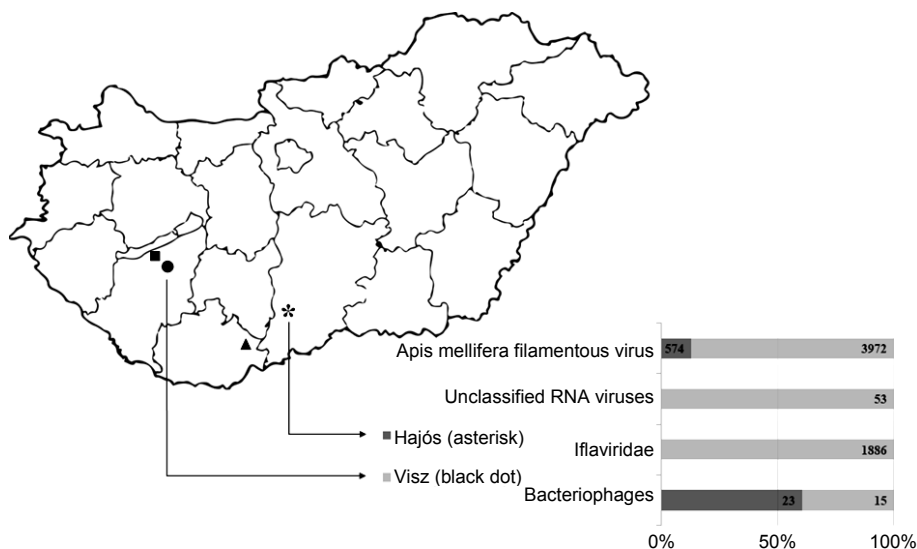 Apis mellifera filamentous virus 574 3972
Unclassified RNA viruses 53
Hajós (asterisk)
Iflaviridae 1886
Visz (black dot)
Bacteriophages 23 15
0% 50% 100%